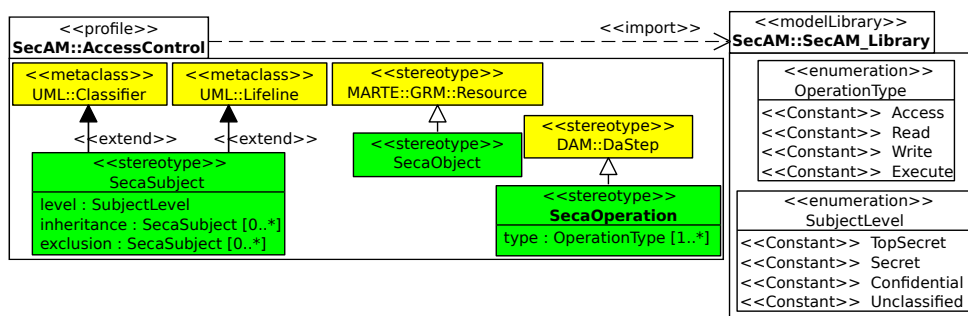 <<profile>>
SecAM::AccessControl
<<import>>
<<modelLibrary>>
SecAM::SecAM_Library
<<metaclass>>
UML::Classifier
<<metaclass>>
UML::Lifeline
<<stereotype>>
MARTE::GRM::Resource
<<extend>>
<<extend>>
<<stereotype>>
SecaObject
<<stereotype>>
DAM::DaStep
<<stereotype>>
SecaSubject
level : SubjectLevel
inheritance : SecaSubject [0..*]
exclusion : SecaSubject [0..*]
<<stereotype>>
SecaOperation
type : OperationType [1..*]
<<enumeration>>
OperationType
<<Constant>> Access
<<Constant>> Read
<<Constant>> Write
<<Constant>> Execute
<<enumeration>>
SubjectLevel
<<Constant>> TopSecret
<<Constant>> Secret
<<Constant>> Confidential
<<Constant>> Unclassified